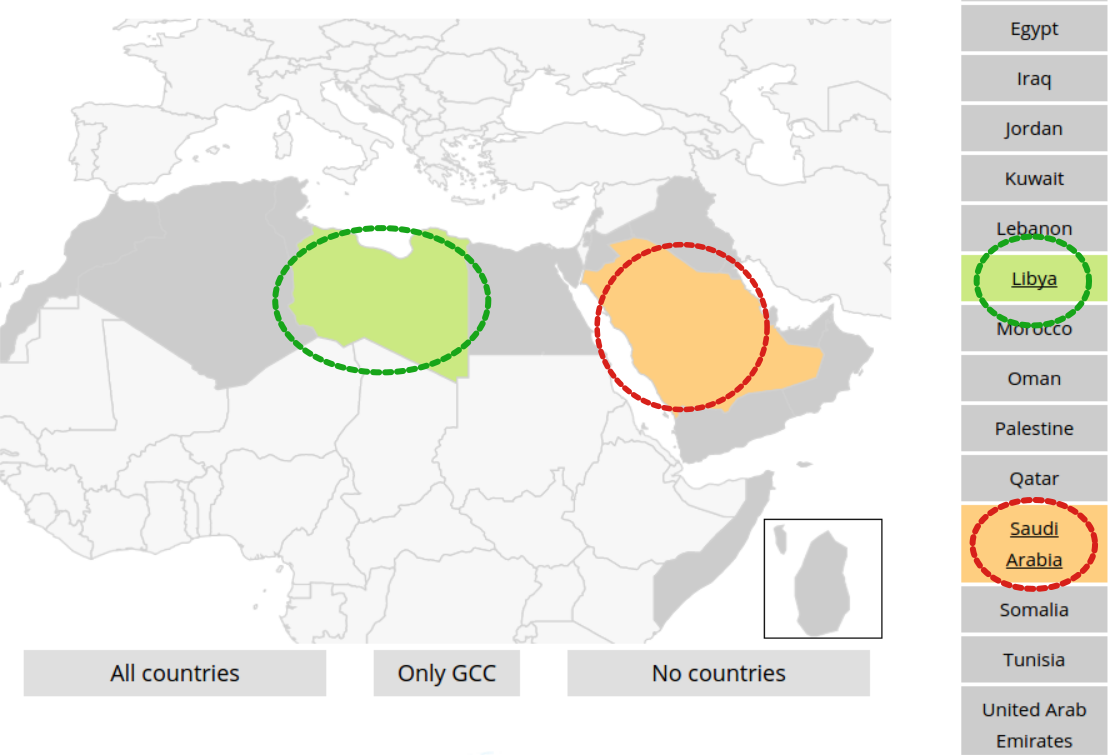 Egypt
Iraq
Jordan
Kuwait
Lebanon
Libya
Morocco
Oman
Palestine
Qatar
Saudi
Arabia
Somalia
Tunisia
United Arab
Emirates
All countries
Only GCC
No countries